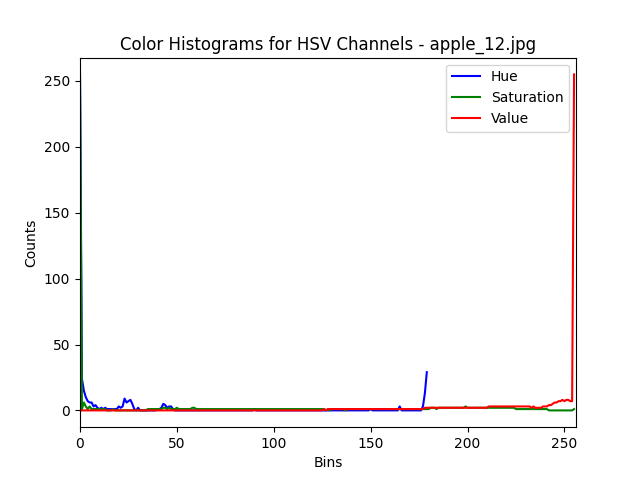 Color Histograms for HSV Channels - apple_12.jpg
Hue
Saturation
Value
Counts
250
200
150
100
50
0
0 50 100 150 200 250
Bins